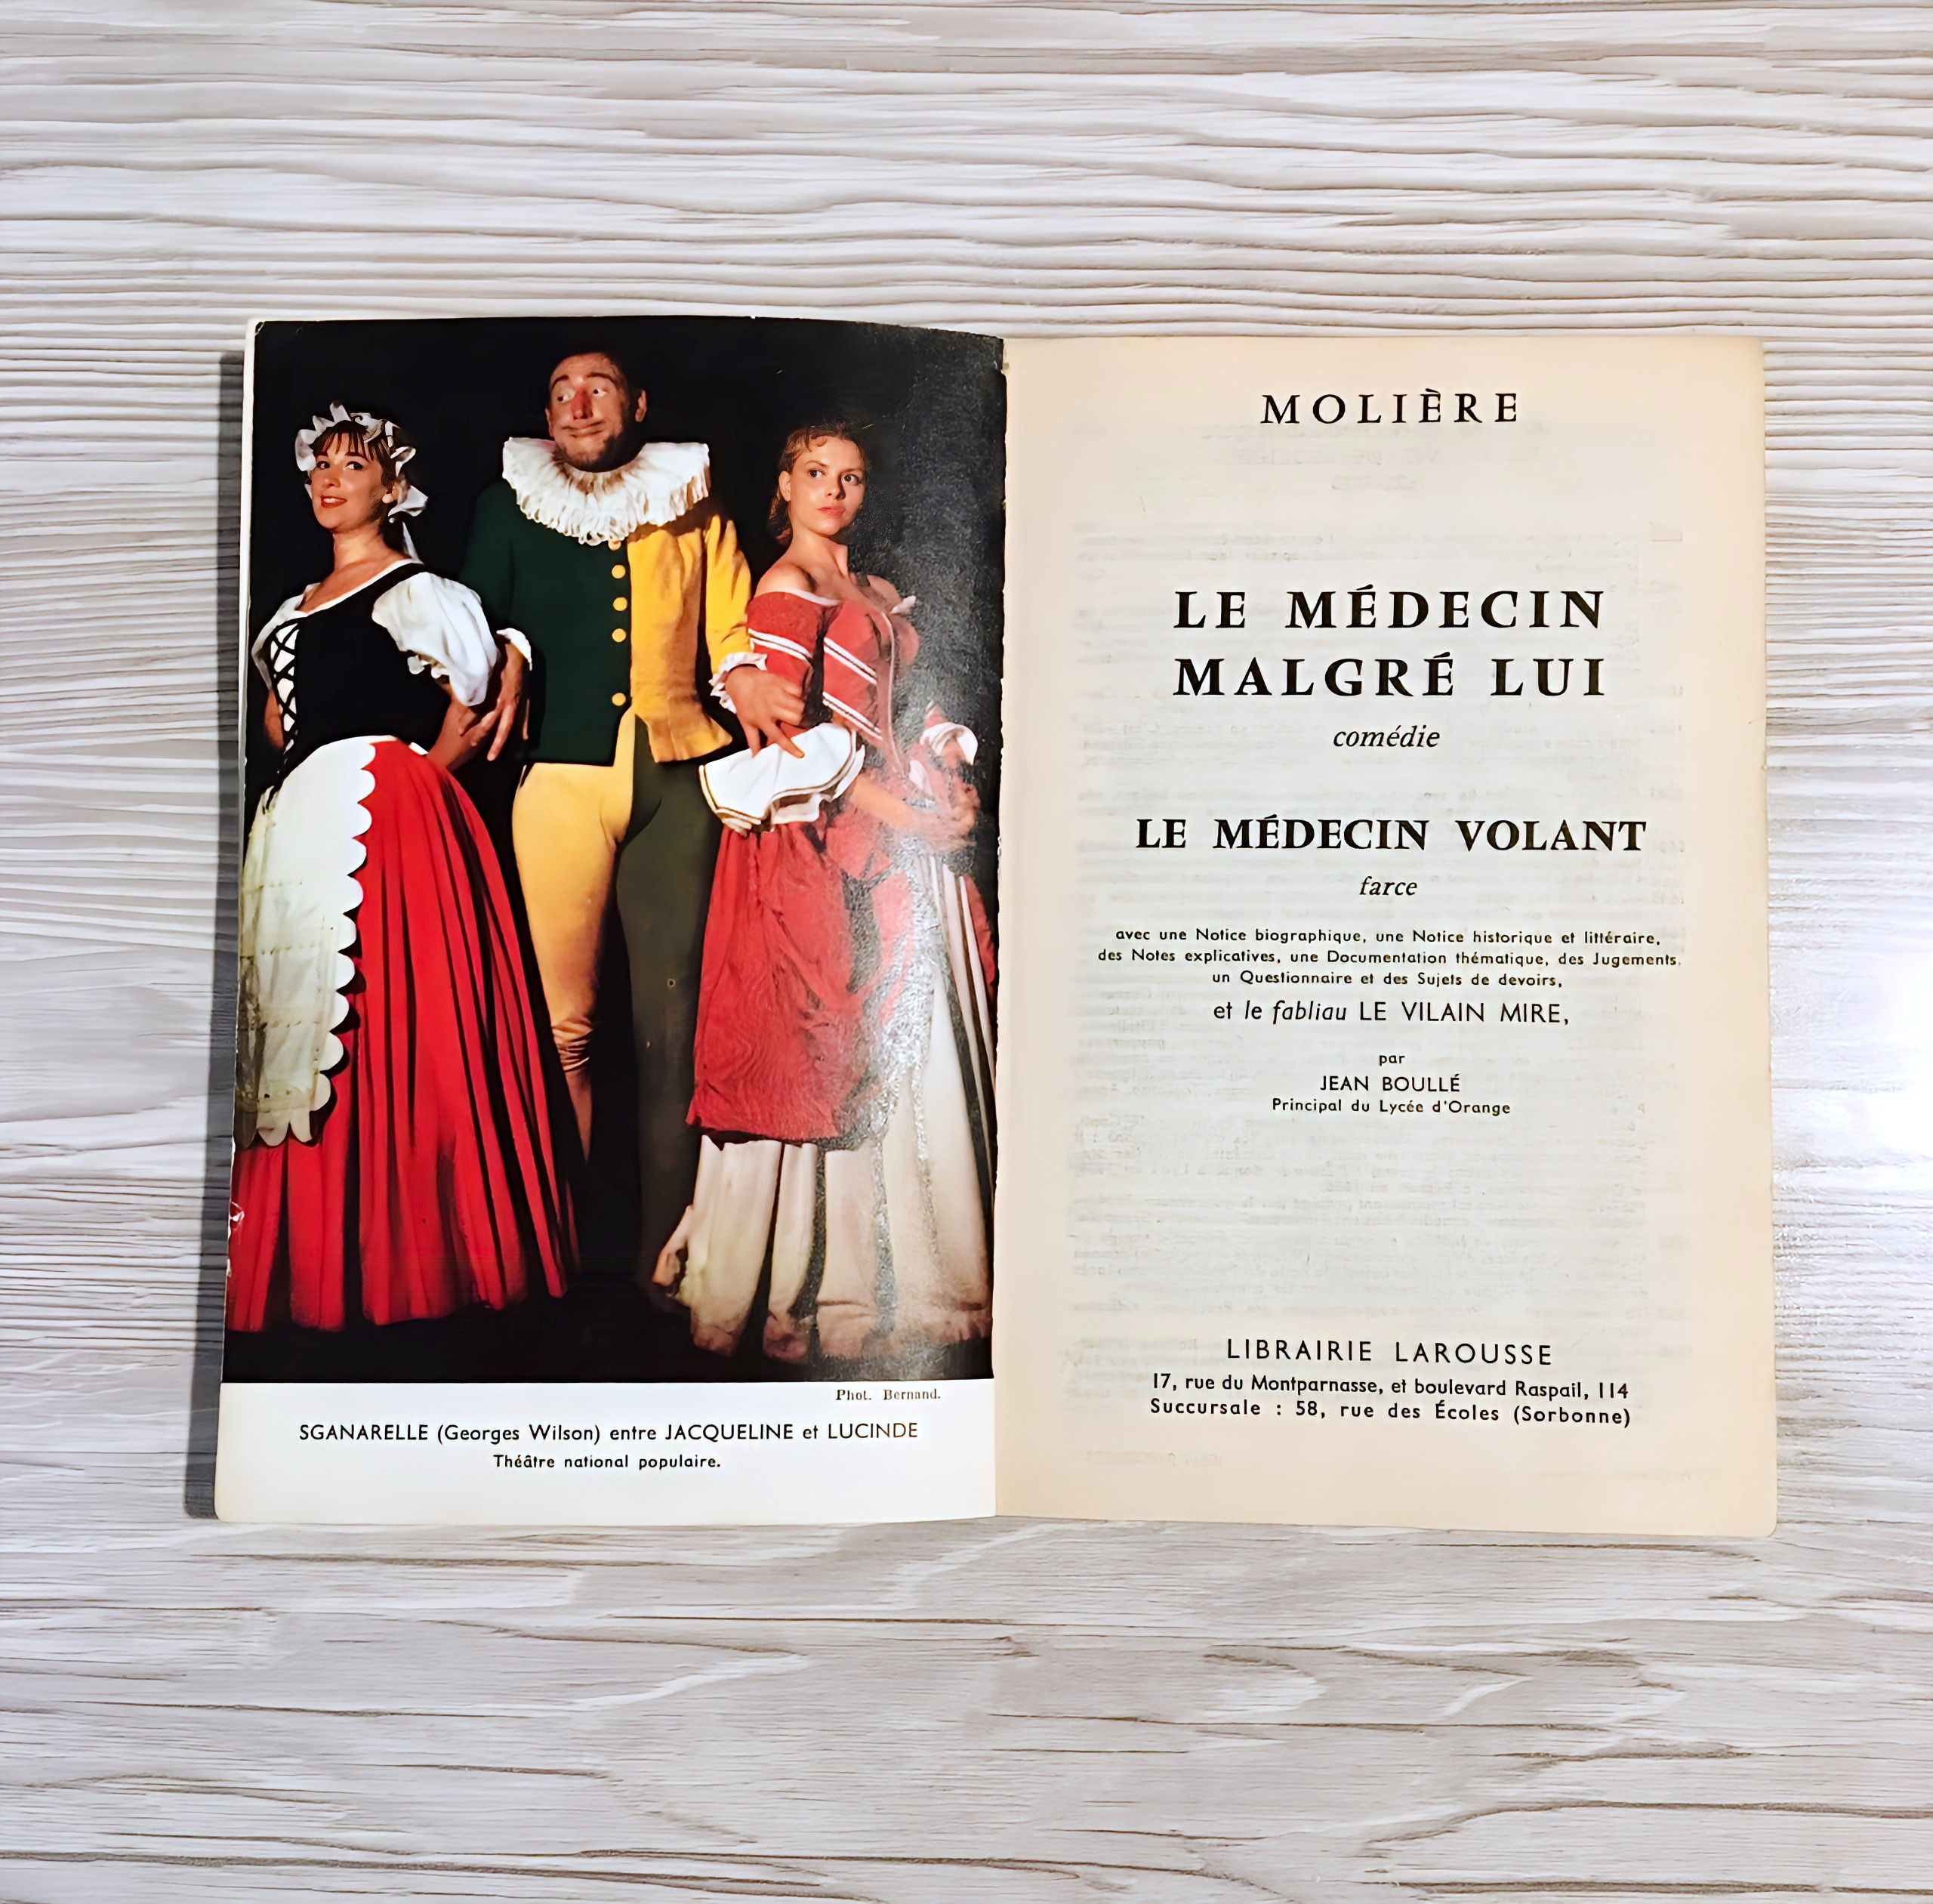 Phot. Bernand.
SGANARELLE (Georges Wilson) entre JACQUELINE et LUCINDE
Théâtre national populaire.
MOLIÈRE
LE MÉDECIN
MALGRÉ LUI
comédie
LE MÉDECIN VOLANT
farce
avec une Notice biographique, une Notice historique et littéraire,
des Notes explicatives, une Documentation thématique, des Jugements,
un Questionnaire et des Sujets de devoirs,
et le fabliau LE VILAIN MIRE,
par
JEAN BOULLÉ
Principal du Lycée d'Orange
LIBRAIRIE LAROUSSE
17, rue du Montparnasse, et boulevard Raspail, 114
Succursale : 58, rue des Écoles (Sorbonne)